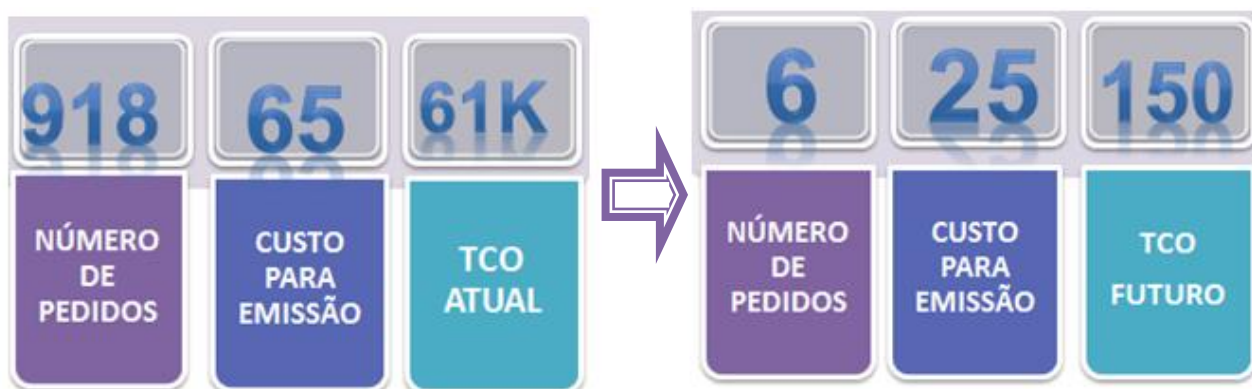 918
65
61K
NÚMERO
DE
PEDIDOS
CUSTO
PARA
EMISSÃO
TCO
ATUAL
6
25
150
NÚMERO
DE
PEDIDOS
CUSTO
PARA
EMISSÃO
TCO
FUTURO